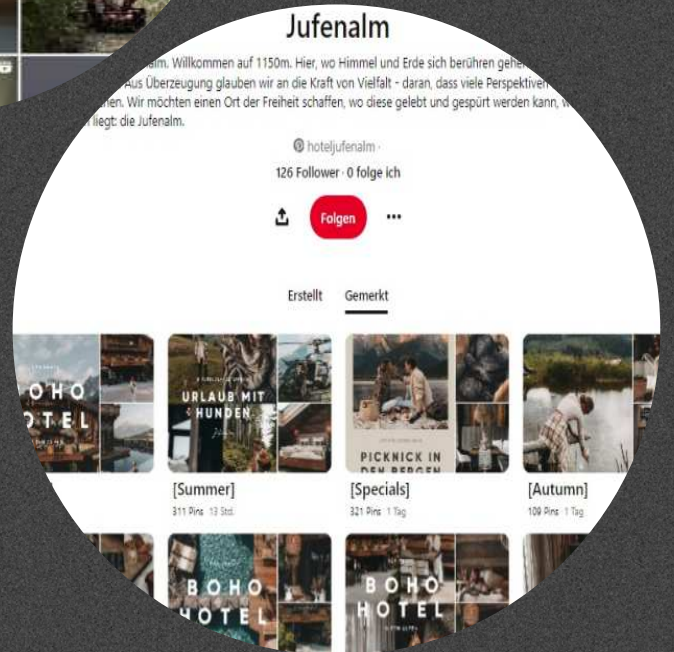 Jufenalm
Willkommen auf 1150m. Hier, wo Himmel und Erde sich berühren
Aus Überzeugung glauben wir an die Kraft von Vielfalt - daran, dass viele Perspektiven
Wir möchten einen Ort der Freiheit schaffen, wo diese gelebt und gespürt werden kann,
liegt: die Jufenalm.
hoteljufenalm ·
126 Follower · 0 folge ich
Folgen
Erstellt Gemerkt
URLAUB MIT
HUNDEN
PICKNICK IN
DEN BERGEN
[Summer] [Specials] [Autumn]
311 Pins 13 Std. 321 Pins 1 Tag 109 Pins 1 Tag
BOHO BOHO
HOTEL HOTEL